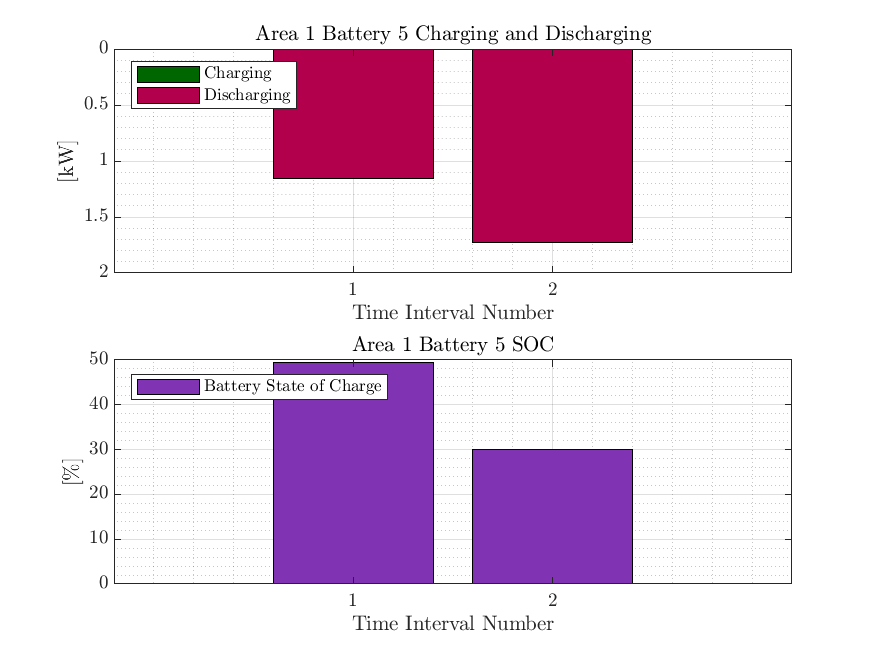 Area 1 Battery 5 Charging and Discharging
0
0.5
1
1.5
2
[kW]
Charging
Discharging
1 2
Time Interval Number
Area 1 Battery 5 SOC
50
40
30
20
10
0
[%]
Battery State of Charge
1 2
Time Interval Number